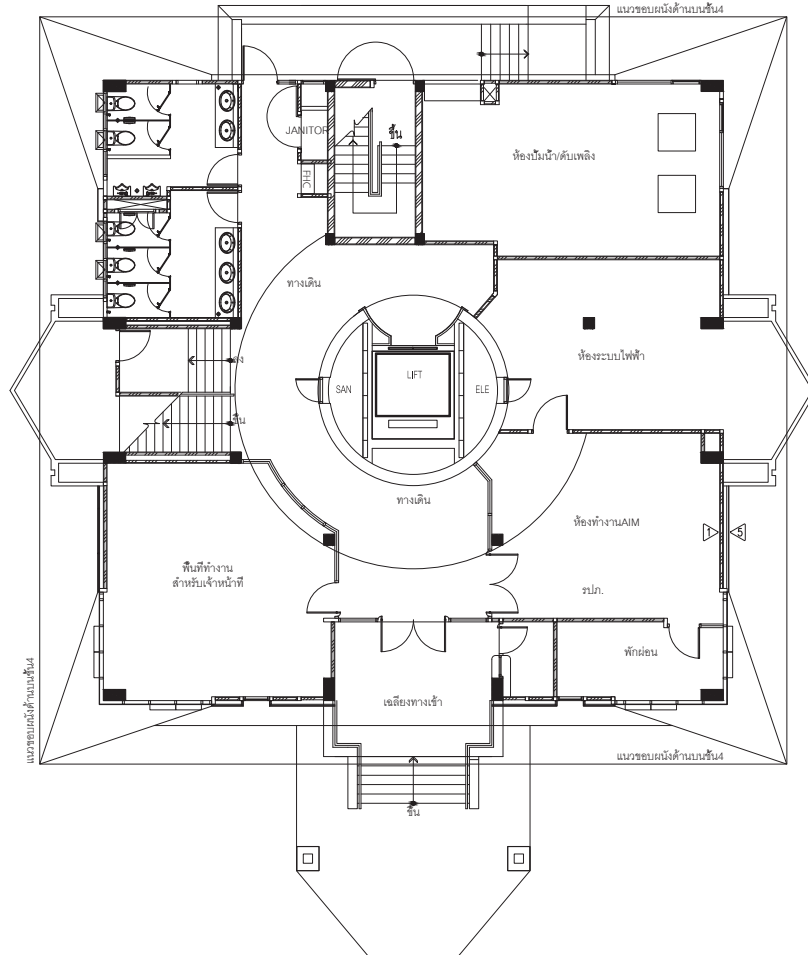 แนวขอบผนังด้านบนชั้น4
JANITOR
ขึ้น
FHC
ห้องปั๊มน้ำ/ดับเพลิง
ทางเดิน
ห้องระบบไฟฟ้า
ลง
SAN
LIFT
ELE
ขึ้น
ทางเดิน
ห้องทำงานAIM
1
5
พื้นที่ทำงาน
สำหรับเจ้าหน้าที่
รปภ.
พักผ่อน
แนวขอบผนังด้านบนชั้น4
เฉลียงทางเข้า
แนวขอบผนังด้านบนชั้น4
ขึ้น